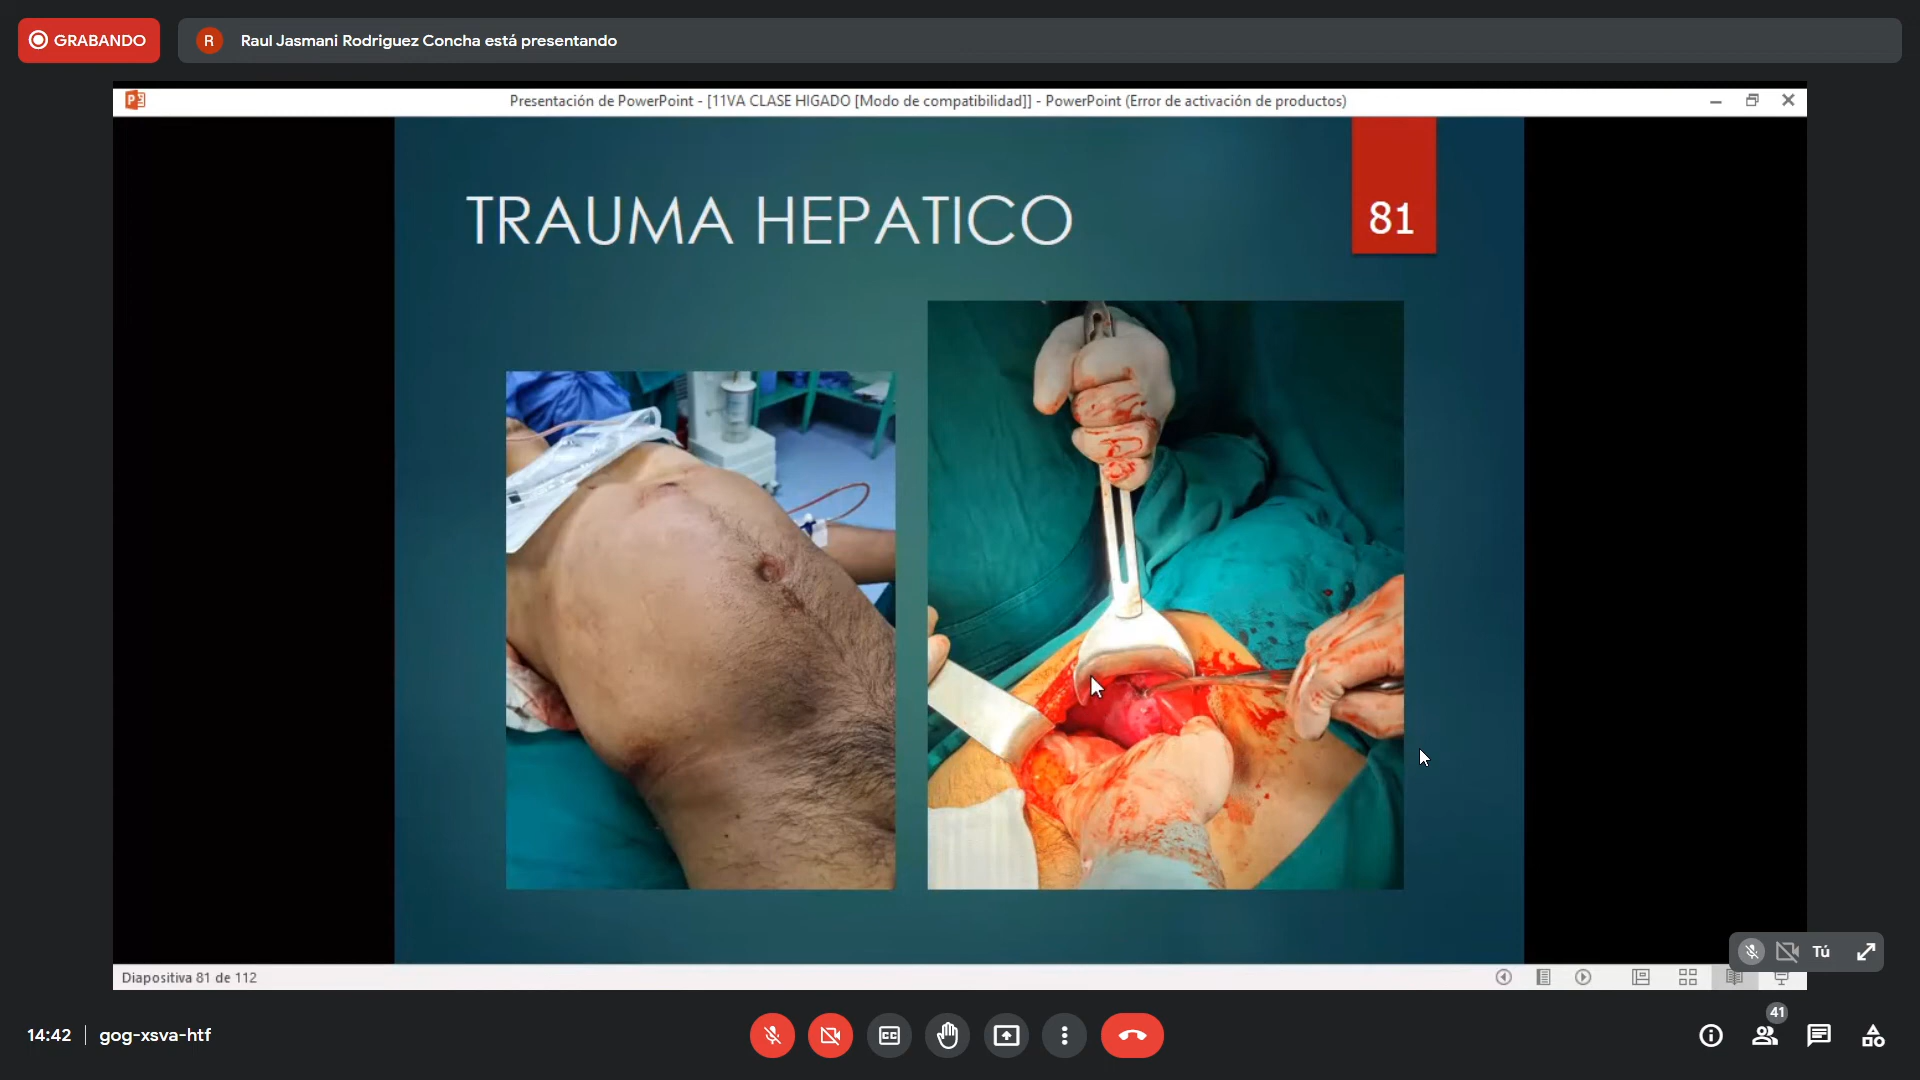 GRABANDO
R
Raul Jasmani Rodriguez Concha está presentando
Presentación de PowerPoint - [11VA CLASE HIGADO [Modo de compatibilidad]] - PowerPoint (Error de activación de productos)
TRAUMA HEPATICO
81
Tú
Diapositiva 81 de 112
41
14:42
gog-xsva-htf
CC